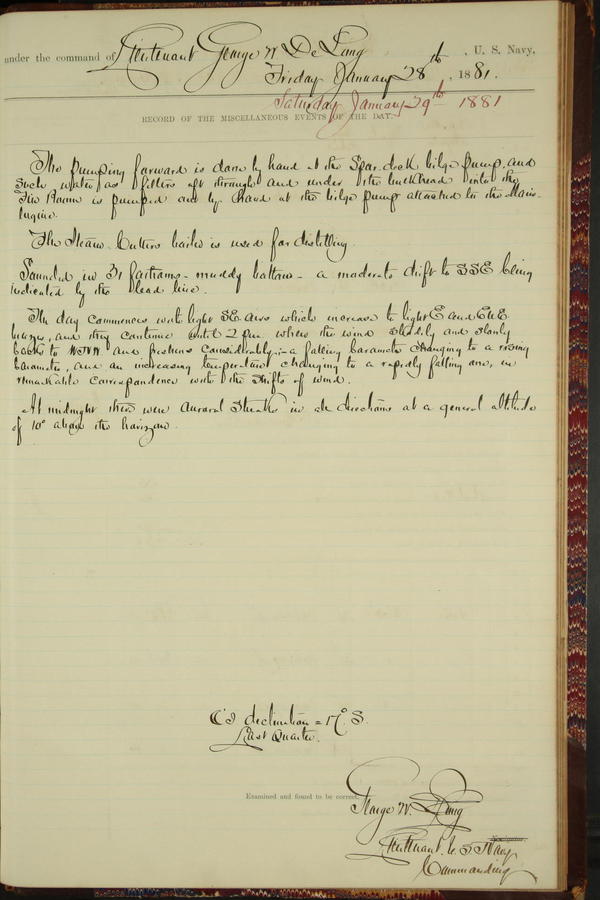 under the command of Lieutenant George W. De Long, U. S. Navy,
Friday January 28th, 1881.
Saturday January 29th 1881
RECORD OF THE MISCELLANEOUS EVENTS OF THE DAY.
The Pumping forward is done by hand at the Spar deck bilge pump, and
such water as filters aft through and under the bulkhead into the
Fire Room is pumped out by hand at the bilge pump attached to the Main
Engine.
The Steam Cutters boiler is used for distilling.
Sounded in 31 fathoms - muddy bottom - a moderate drift to SSE being
indicated by the lead line.
The day commences with light SE airs which increase to light E and ENE
breezes, and they continue until 2 pm when the wind steadily and slowly
backs to and freshens considerably; - a falling barometer changing to a rising
barometer, and an increasing temperature changing to a rapidly falling one, in
remarkable correspondence with the shifts of wind.
At midnight there were Auroral Streaks in all directions at a general altitude
of 10° above the horizon.
declination = 17° S.
Last Quarter.
Examined and found to be correct.
George W. De Long
Lieutenant U. S. Navy
Commanding